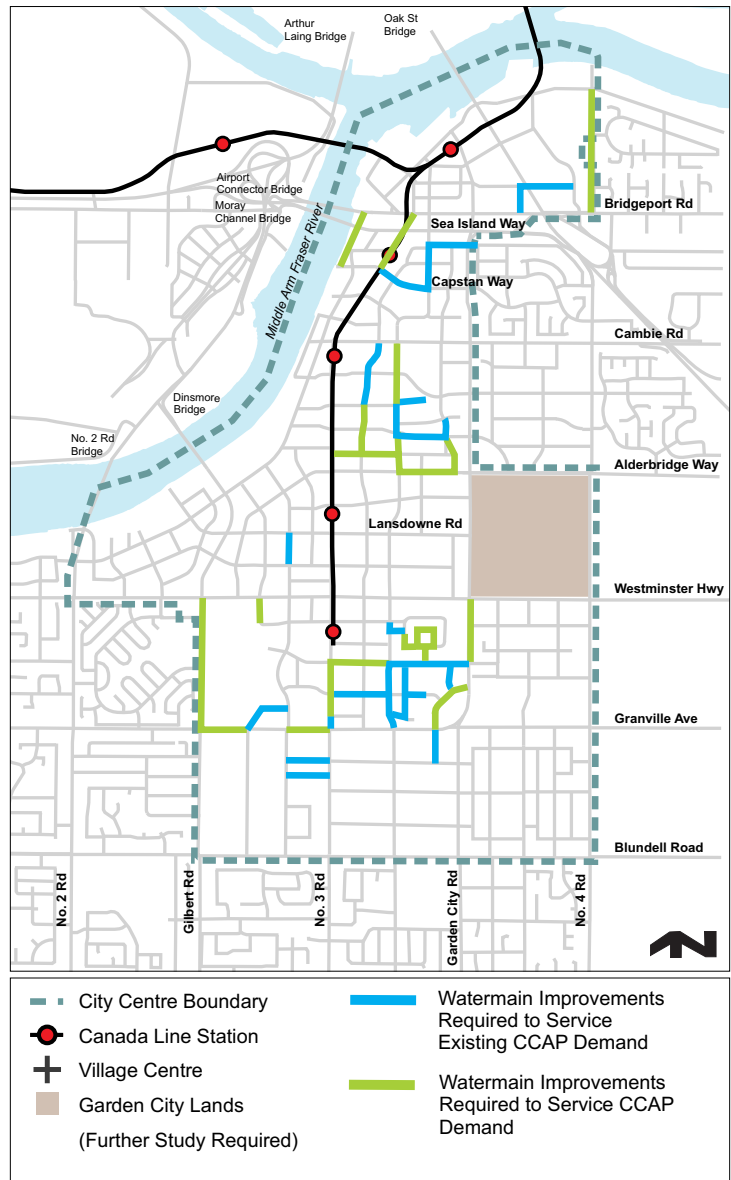 Arthur
Laing Bridge
Oak St
Bridge
Airport
Connector Bridge
Moray
Channel Bridge
Bridgeport Rd
Sea Island Way
Middle Arm Fraser River
Capstan Way
Cambie Rd
Dinsmore
Bridge
No. 2 Rd
Bridge
Alderbridge Way
Lansdowne Rd
Westminster Hwy
Granville Ave
Blundell Road
No. 2 Rd
Gilbert Rd
No. 3 Rd
Garden City Rd
No. 4 Rd
N
City Centre Boundary
Canada Line Station
Village Centre
Garden City Lands
(Further Study Required)
Watermain Improvements
Required to Service
Existing CCAP Demand
Watermain Improvements
Required to Service CCAP
Demand